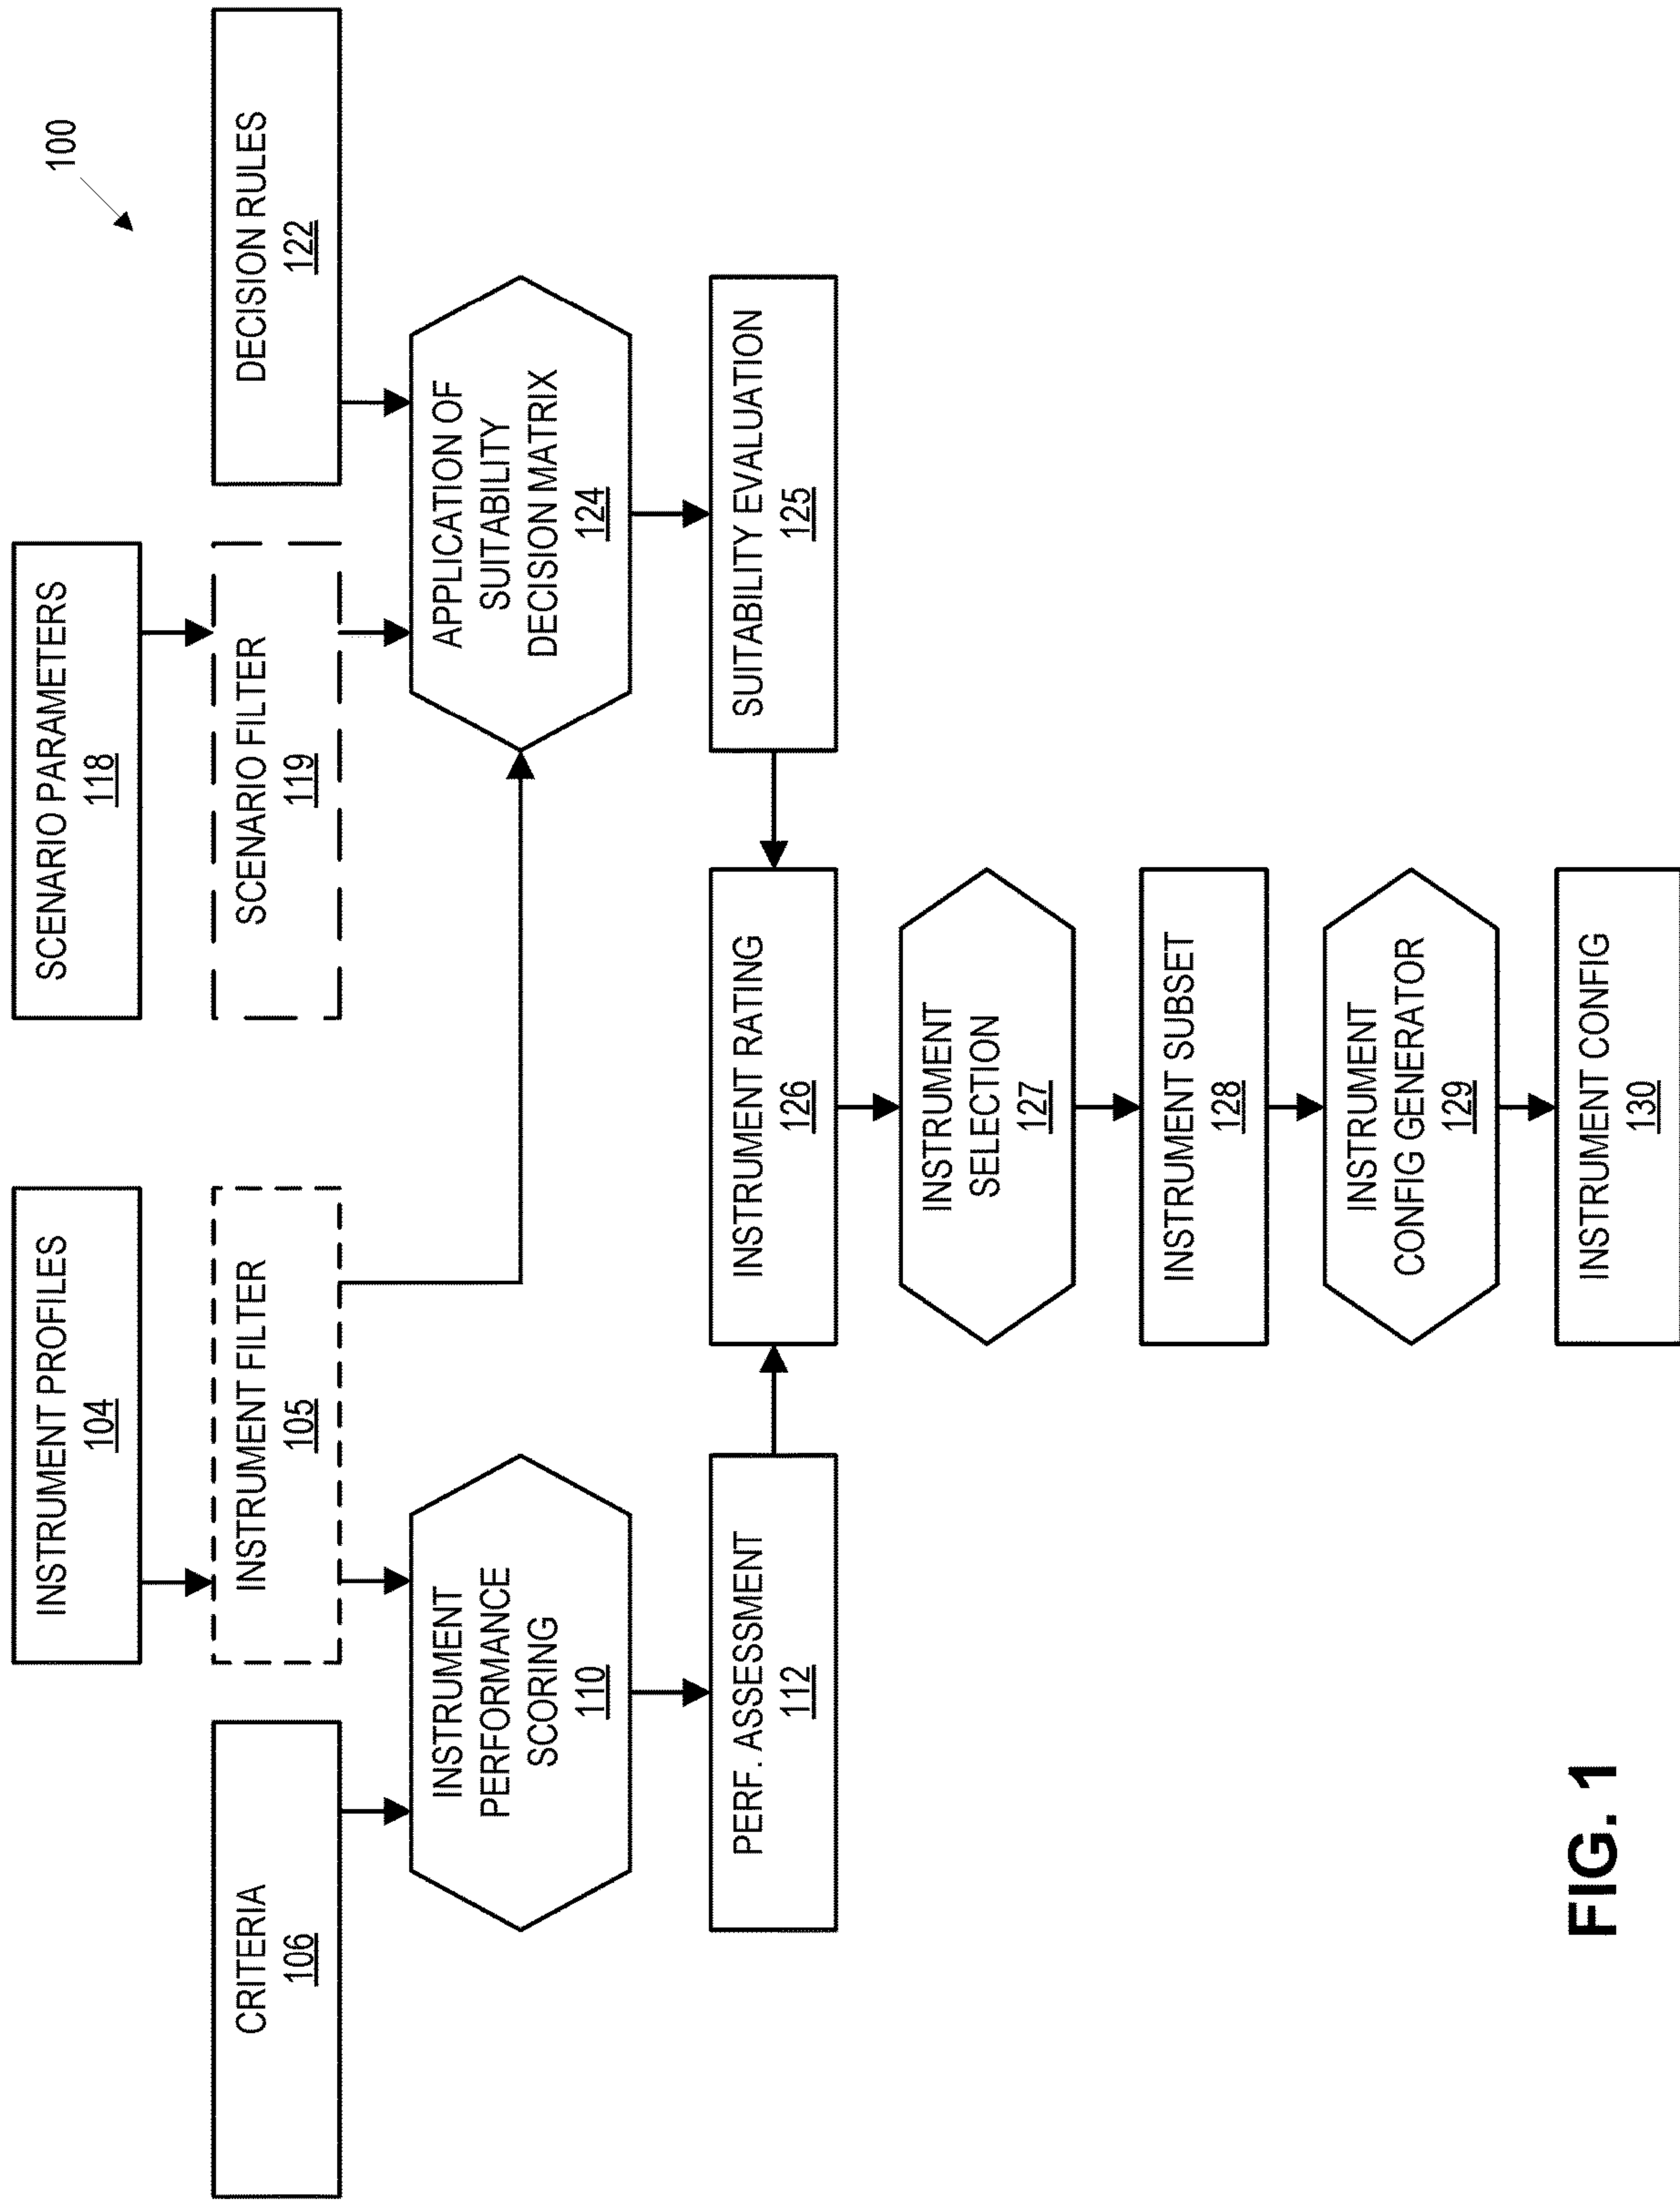 INSTRUMENT PROFILES
104
SCENARIO PARAMETERS
118
100
CRITERIA
106
INSTRUMENT FILTER
105
SCENARIO FILTER
119
DECISION RULES
122
INSTRUMENT
PERFORMANCE
SCORING
110
APPLICATION OF
SUITABILITY
DECISION MATRIX
124
PERF. ASSESSMENT
112
INSTRUMENT RATING
126
SUITABILITY EVALUATION
125
INSTRUMENT
SELECTION
127
INSTRUMENT SUBSET
128
INSTRUMENT
CONFIG GENERATOR
129
INSTRUMENT CONFIG
130
FIG. 1